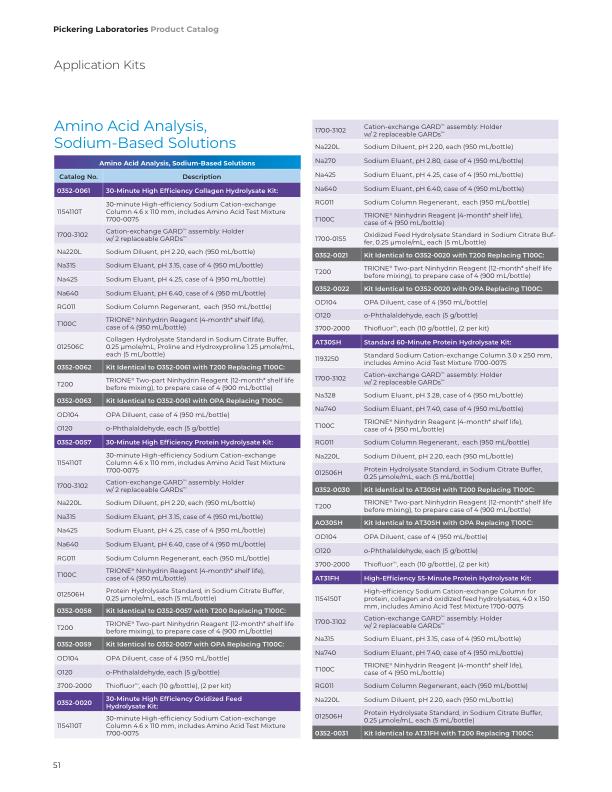 Pickering Laboratories Product Catalog
Application Kits
Amino Acid Analysis,
Sodium-Based Solutions
Amino Acid Analysis, Sodium-Based Solutions
Catalog No. Description
0352-0061 30-Minute High Efficiency Collagen Hydrolysate Kit:
1154110T 30-minute High-efficiency Sodium Cation-exchange
Column 4.6 x 110 mm, includes Amino Acid Test Mixture
1700-0075
1700-3102 Cation-exchange GARD™ assembly: Holder
w/ 2 replaceable GARDs™
Na220L Sodium Diluent, pH 2.20, each (950 mL/bottle)
Na315 Sodium Eluant, pH 3.15, case of 4 (950 mL/bottle)
Na425 Sodium Eluant, pH 4.25, case of 4 (950 mL/bottle)
Na640 Sodium Eluant, pH 6.40, case of 4 (950 mL/bottle)
RG011 Sodium Column Regenerant, each (950 mL/bottle)
T100C TRIONE® Ninhydrin Reagent (4-month* shelf life),
case of 4 (950 mL/bottle)
012506C Collagen Hydrolysate Standard in Sodium Citrate Buffer,
0.25 μmole/mL, Proline and Hydroxyproline 1.25 μmole/mL,
each (5 mL/bottle)
0352-0062 Kit Identical to O352-0061 with T200 Replacing T100C:
T200 TRIONE® Two-part Ninhydrin Reagent (12-month* shelf life
before mixing), to prepare case of 4 (900 mL/bottle)
0352-0063 Kit Identical to O352-0061 with OPA Replacing T100C:
OD104 OPA Diluent, case of 4 (950 mL/bottle)
O120 o-Phthalaldehyde, each (5 g/bottle)
0352-0057 30-Minute High Efficiency Protein Hydrolysate Kit:
1154110T 30-minute High-efficiency Sodium Cation-exchange
Column 4.6 x 110 mm, includes Amino Acid Test Mixture
1700-0075
1700-3102 Cation-exchange GARD™ assembly: Holder
w/ 2 replaceable GARDs™
Na220L Sodium Diluent, pH 2.20, each (950 mL/bottle)
Na315 Sodium Eluant, pH 3.15, case of 4 (950 mL/bottle)
Na425 Sodium Eluant, pH 4.25, case of 4 (950 mL/bottle)
Na640 Sodium Eluant, pH 6.40, case of 4 (950 mL/bottle)
RG011 Sodium Column Regenerant, each (950 mL/bottle)
T100C TRIONE® Ninhydrin Reagent (4-month* shelf life),
case of 4 (950 mL/bottle)
012506H Protein Hydrolysate Standard, in Sodium Citrate Buffer,
0.25 μmole/mL, each (5 mL/bottle)
0352-0058 Kit Identical to O352-0057 with T200 Replacing T100C:
T200 TRIONE® Two-part Ninhydrin Reagent (12-month* shelf life
before mixing), to prepare case of 4 (900 mL/bottle)
0352-0059 Kit Identical to O352-0057 with OPA Replacing T100C:
OD104 OPA Diluent, case of 4 (950 mL/bottle)
O120 o-Phthalaldehyde, each (5 g/bottle)
3700-2000 Thiofluor™, each (10 g/bottle), (2 per kit)
0352-0020 30-Minute High Efficiency Oxidized Feed
Hydrolysate Kit:
1154110T 30-minute High-efficiency Sodium Cation-exchange
Column 4.6 x 110 mm, includes Amino Acid Test Mixture
1700-0075
1700-3102 Cation-exchange GARD™ assembly: Holder
w/ 2 replaceable GARDs™
Na220L Sodium Diluent, pH 2.20, each (950 mL/bottle)
Na270 Sodium Eluant, pH 2.80, case of 4 (950 mL/bottle)
Na425 Sodium Eluant, pH 4.25, case of 4 (950 mL/bottle)
Na640 Sodium Eluant, pH 6.40, case of 4 (950 mL/bottle)
RG011 Sodium Column Regenerant, each (950 mL/bottle)
T100C TRIONE® Ninhydrin Reagent (4-month* shelf life),
case of 4 (950 mL/bottle)
1700-0155 Oxidized Feed Hydrolysate Standard in Sodium Citrate Buf-
fer, 0.25 μmole/mL, each (5 mL/bottle)
0352-0021 Kit Identical to O352-0020 with T200 Replacing T100C:
T200 TRIONE® Two-part Ninhydrin Reagent (12-month* shelf life
before mixing), to prepare case of 4 (900 mL/bottle)
0352-0022 Kit Identical to O352-0020 with OPA Replacing T100C:
OD104 OPA Diluent, case of 4 (950 mL/bottle)
O120 o-Phthalaldehyde, each (5 g/bottle)
3700-2000 Thiofluor™, each (10 g/bottle), (2 per kit)
AT30SH Standard 60-Minute Protein Hydrolysate Kit:
1193250 Standard Sodium Cation-exchange Column 3.0 x 250 mm,
includes Amino Acid Test Mixture 1700-0075
1700-3102 Cation-exchange GARD™ assembly: Holder
w/ 2 replaceable GARDs™
Na328 Sodium Eluant, pH 3.28, case of 4 (950 mL/bottle)
Na740 Sodium Eluant, pH 7.40, case of 4 (950 mL/bottle)
T100C TRIONE® Ninhydrin Reagent (4-month* shelf life),
case of 4 (950 mL/bottle)
RG011 Sodium Column Regenerant, each (950 mL/bottle)
Na220L Sodium Diluent, pH 2.20, each (950 mL/bottle)
012506H Protein Hydrolysate Standard, in Sodium Citrate Buffer,
0.25 μmole/mL, each (5 mL/bottle)
0352-0030 Kit Identical to AT30SH with T200 Replacing T100C:
T200 TRIONE® Two-part Ninhydrin Reagent (12-month* shelf life
before mixing), to prepare case of 4 (900 mL/bottle)
AO30SH Kit Identical to AT30SH with OPA Replacing T100C:
OD104 OPA Diluent, case of 4 (950 mL/bottle)
O120 o-Phthalaldehyde, each (5 g/bottle)
3700-2000 Thiofluor™, each (10 g/bottle), (2 per kit)
AT31FH High-Efficiency 55-Minute Protein Hydrolysate Kit:
1154150T High-efficiency Sodium Cation-exchange Column for
protein, collagen and oxidized feed hydrolysates, 4.0 x 150
mm, includes Amino Acid Test Mixture 1700-0075
1700-3102 Cation-exchange GARD™ assembly: Holder
w/ 2 replaceable GARDs™
Na315 Sodium Eluant, pH 3.15, case of 4 (950 mL/bottle)
Na740 Sodium Eluant, pH 7.40, case of 4 (950 mL/bottle)
T100C TRIONE® Ninhydrin Reagent (4-month* shelf life),
case of 4 (950 mL/bottle)
RG011 Sodium Column Regenerant, each (950 mL/bottle)
Na220L Sodium Diluent, pH 2.20, each (950 mL/bottle)
012506H Protein Hydrolysate Standard, in Sodium Citrate Buffer,
0.25 μmole/mL, each (5 mL/bottle)
0352-0031 Kit Identical to AT31FH with T200 Replacing T100C:
51